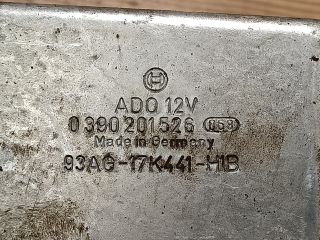 ADO 12V
0 390 201 526
Made in Germany
93AG-17K441-H1B